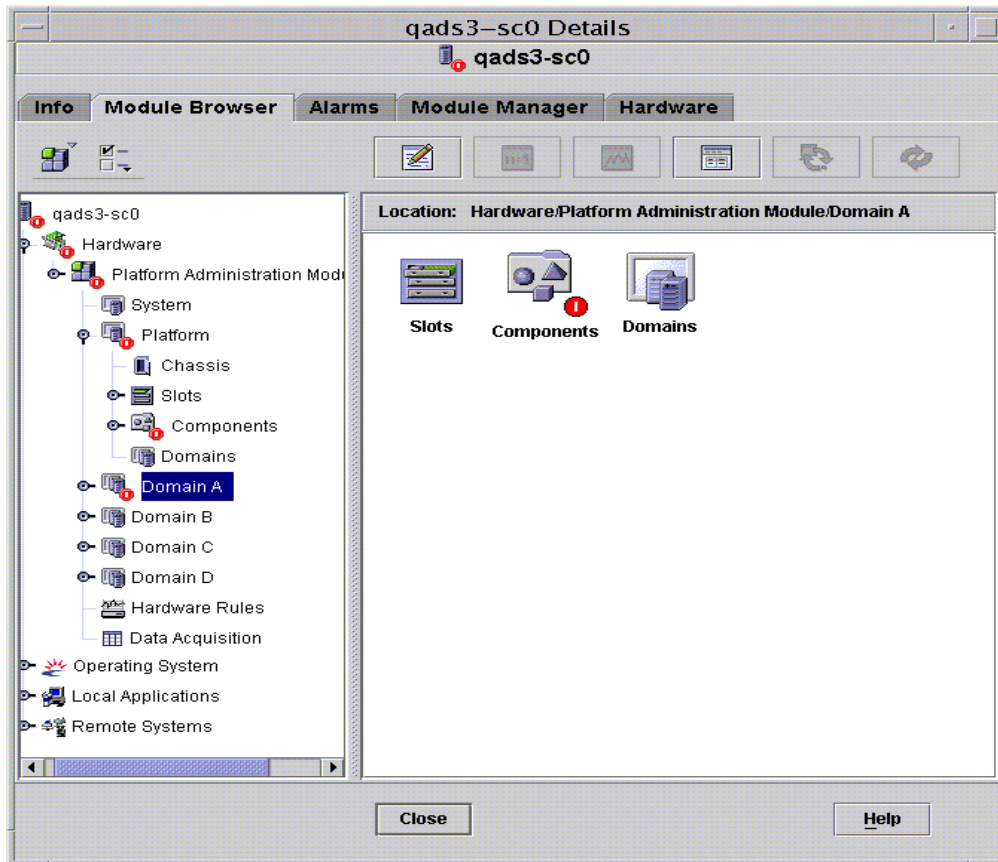 qads3–sc0 Details
qads3-sc0
Info Module Browser Alarms Module Manager Hardware
qads3-sc0
Hardware
Platform Administration Modu
System
Platform
Chassis
Slots
Components
Domains
Domain A
Domain B
Domain C
Domain D
Hardware Rules
Data Acquisition
Operating System
Local Applications
Remote Systems
Location: Hardware/Platform Administration Module/Domain A
Slots
Components
Domains
Close
Help